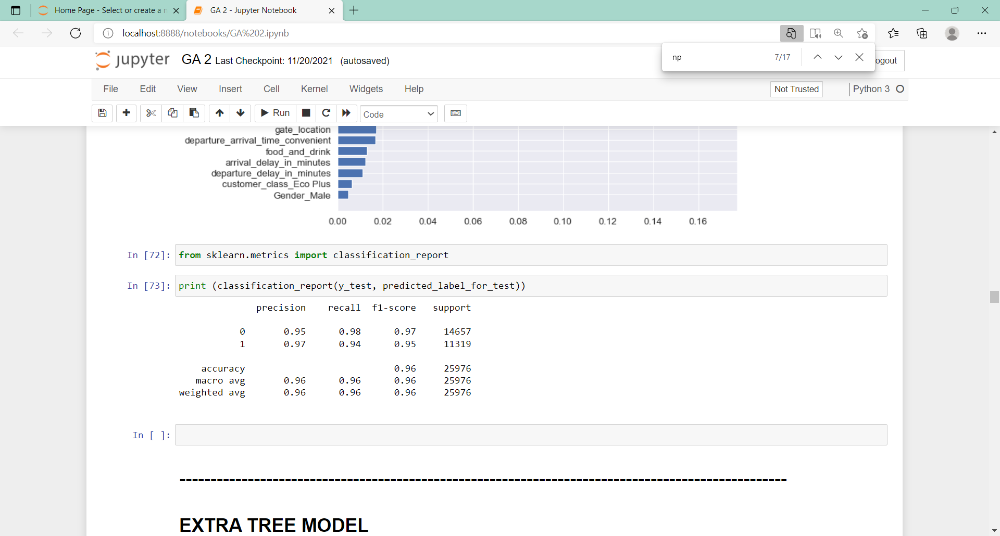 Home Page - Select or create a n
GA 2 - Jupyter Notebook
localhost:8888/notebooks/GA%202.ipynb
np 7/17
jupyter GA 2 Last Checkpoint: 11/20/2021 (autosaved)
ogout
File Edit View Insert Cell Kernel Widgets Help
Not Trusted Python 3
Run Code
gate_location
departure_arrival_time_convenient
food_and_drink
arrival_delay_in_minutes
departure_delay_in_minutes
customer_class_Eco Plus
Gender_Male
0.00 0.02 0.04 0.06 0.08 0.10 0.12 0.14 0.16
In [72]: from sklearn.metrics import classification_report
In [73]: print (classification_report(y_test, predicted_label_for_test))
precision recall f1-score support
0 0.95 0.98 0.97 14657
1 0.97 0.94 0.95 11319
accuracy 0.96 25976
macro avg 0.96 0.96 0.96 25976
weighted avg 0.96 0.96 0.96 25976
In [ ]:
EXTRA TREE MODEL